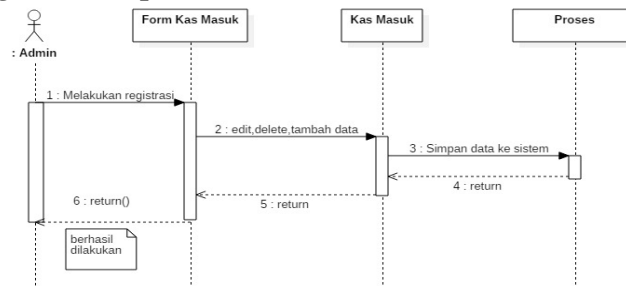 Form Kas Masuk
Kas Masuk
Proses
: Admin
1 : Melakukan registrasi
2 : edit,delete,tambah data
3 : Simpan data ke sistem
4 : return
5 : return
6 : return()
berhasil
dilakukan